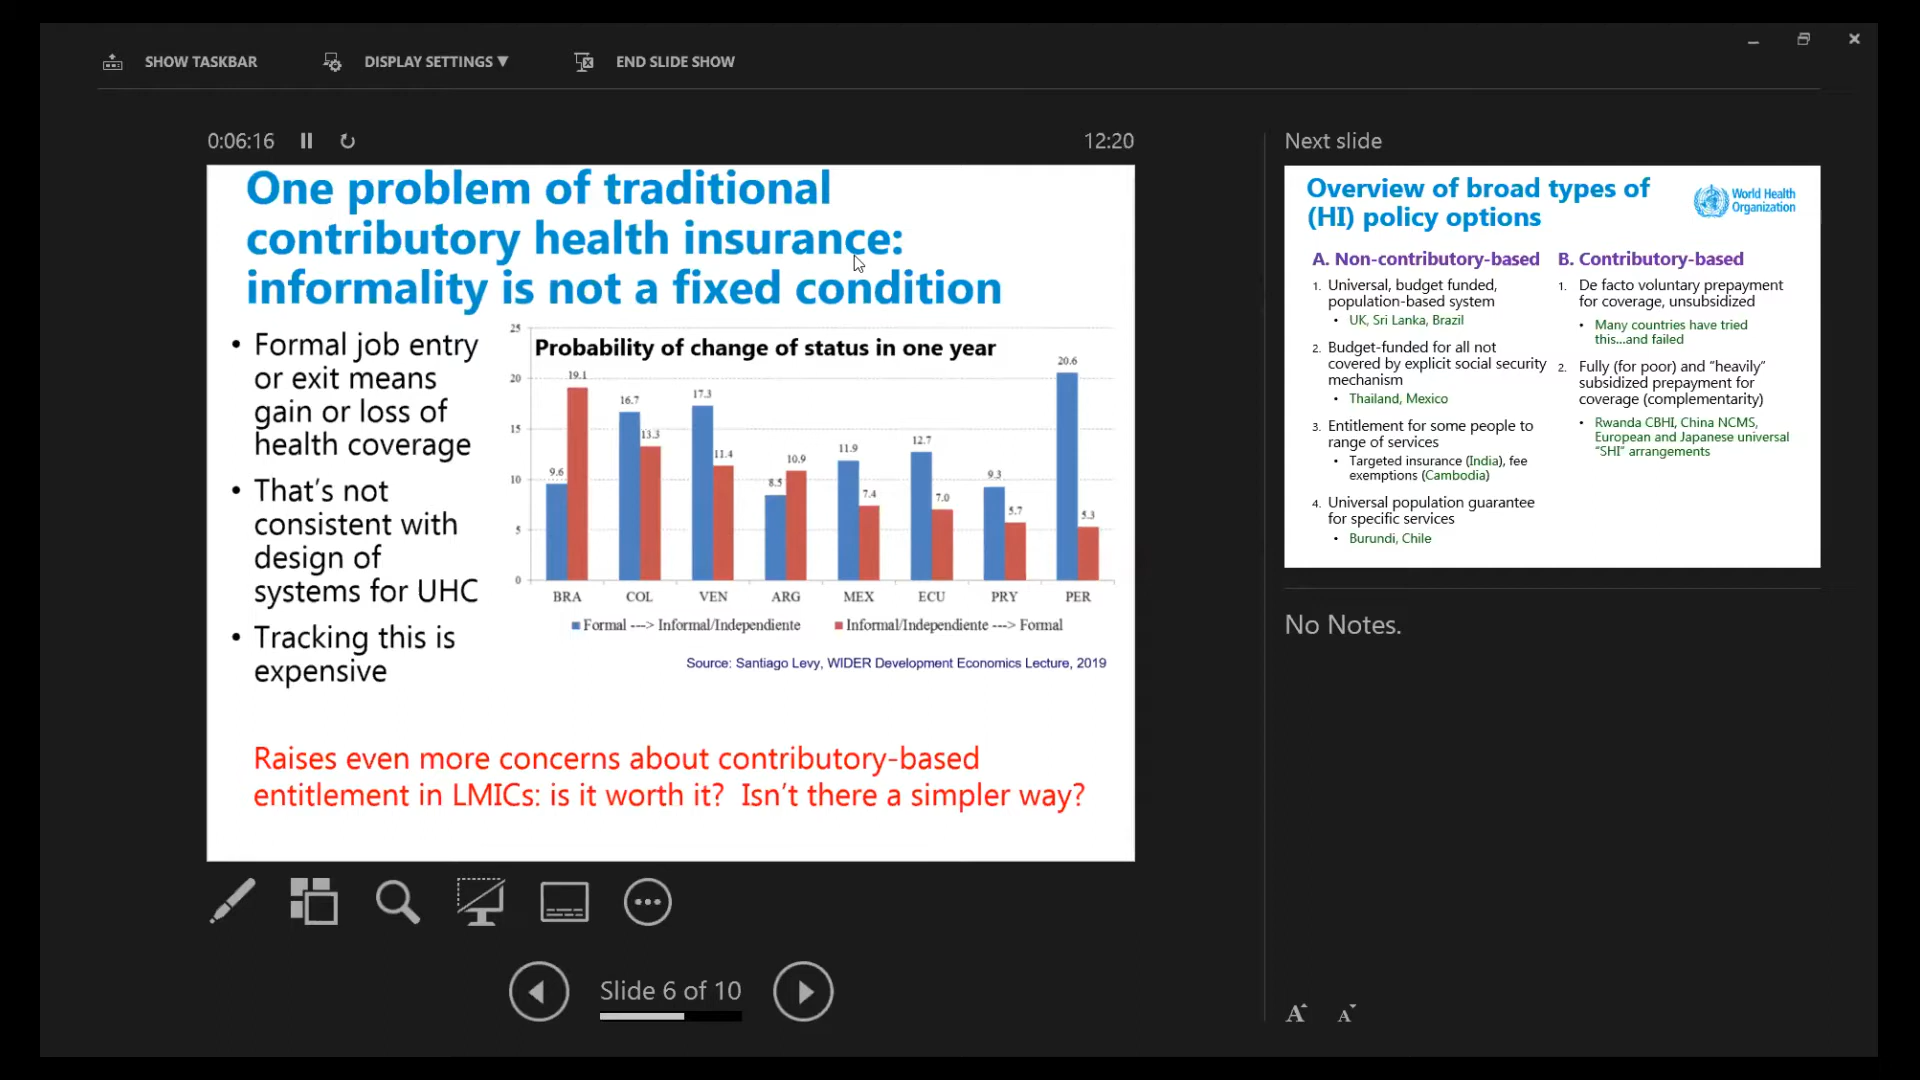 SHOW TASKBAR
DISPLAY SETTINGS ▼
END SLIDE SHOW
0:06:16
12:20
One problem of traditional
contributory health insurance:
informality is not a fixed condition
• Formal job entry
or exit means
gain or loss of
health coverage
• That's not
consistent with
design of
systems for UHC
• Tracking this is
expensive
Probability of change of status in one year
25
20
15
10
5
0
9.6
19.1
16.7
13.3
17.3
11.4
8.5
10.9
11.9
7.4
12.7
7.0
9.3
5.7
20.6
5.3
BRA
COL
VEN
ARG
MEX
ECU
PRY
PER
Formal ---> Informal/Independiente
Informal/Independiente ---> Formal
Source: Santiago Levy, WIDER Development Economics Lecture, 2019
Raises even more concerns about contributory-based
entitlement in LMICs: is it worth it?  Isn't there a simpler way?
Slide 6 of 10
Next slide
Overview of broad types of
(HI) policy options
World Health
Organization
A. Non-contributory-based
1. Universal, budget funded,
population-based system
• UK, Sri Lanka, Brazil
2. Budget-funded for all not
covered by explicit social security
mechanism
• Thailand, Mexico
3. Entitlement for some people to
range of services
• Targeted insurance (India), fee
exemptions (Cambodia)
4. Universal population guarantee
for specific services
• Burundi, Chile
B. Contributory-based
1. De facto voluntary prepayment
for coverage, unsubsidized
• Many countries have tried
this...and failed
2. Fully (for poor) and "heavily"
subsidized prepayment for
coverage (complementarity)
• Rwanda CBHI, China NCMS,
European and Japanese universal
"SHI" arrangements
No Notes.
A
A